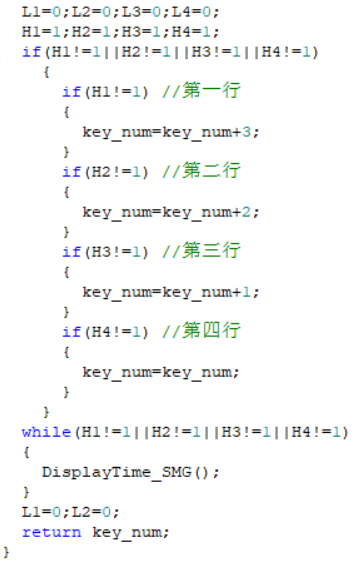 L1=0;L2=0;L3=0;L4=0;
H1=1;H2=1;H3=1;H4=1;
if(H1!=1||H2!=1||H3!=1||H4!=1)
{
if(H1!=1) //第一行
{
key_num=key_num+3;
}
if(H2!=1) //第二行
{
key_num=key_num+2;
}
if(H3!=1) //第三行
{
key_num=key_num+1;
}
if(H4!=1) //第四行
{
key_num=key_num;
}
}
while(H1!=1||H2!=1||H3!=1||H4!=1)
{
DisplayTime_SMG();
}
L1=0;L2=0;
return key_num;
}